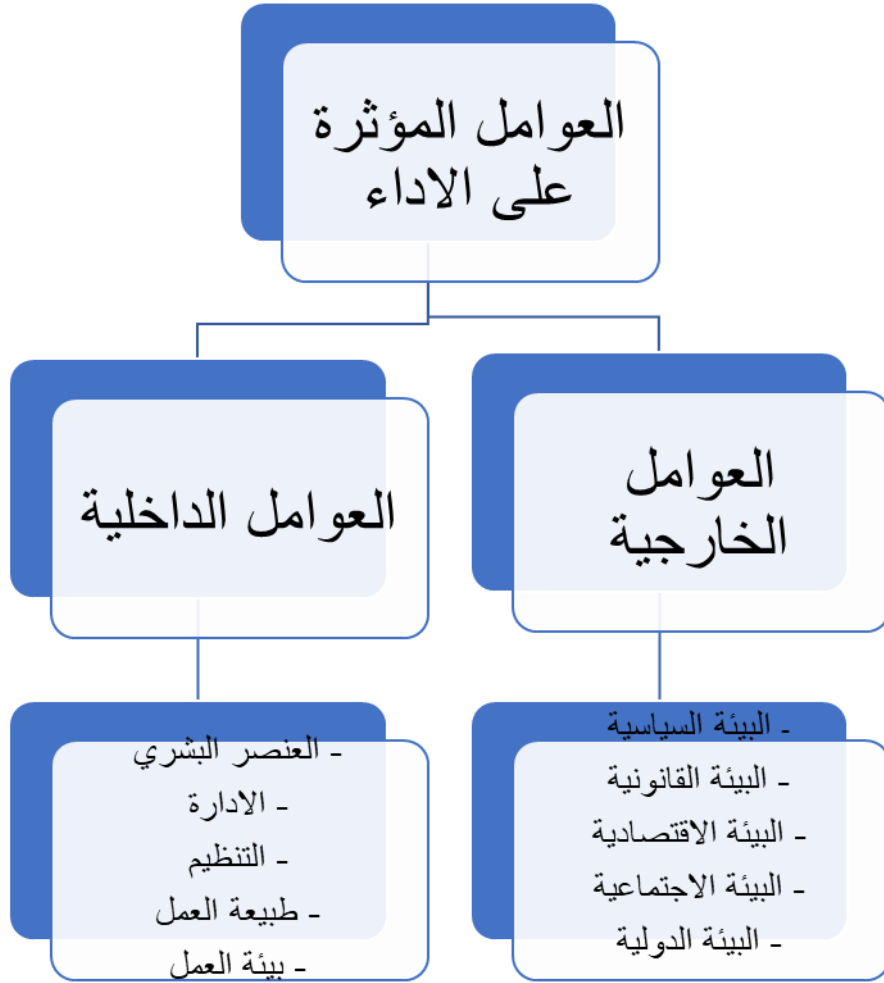 العوامل المؤثرة
على الاداء
العوامل
الخارجية
العوامل الداخلية
- البيئة السياسية
- البيئة القانونية
- البيئة الاقتصادية
- البيئة الاجتماعية
- البيئة الدولية
- العنصر البشري
- الادارة
- التنظيم
- طبيعة العمل
- بيئة العمل